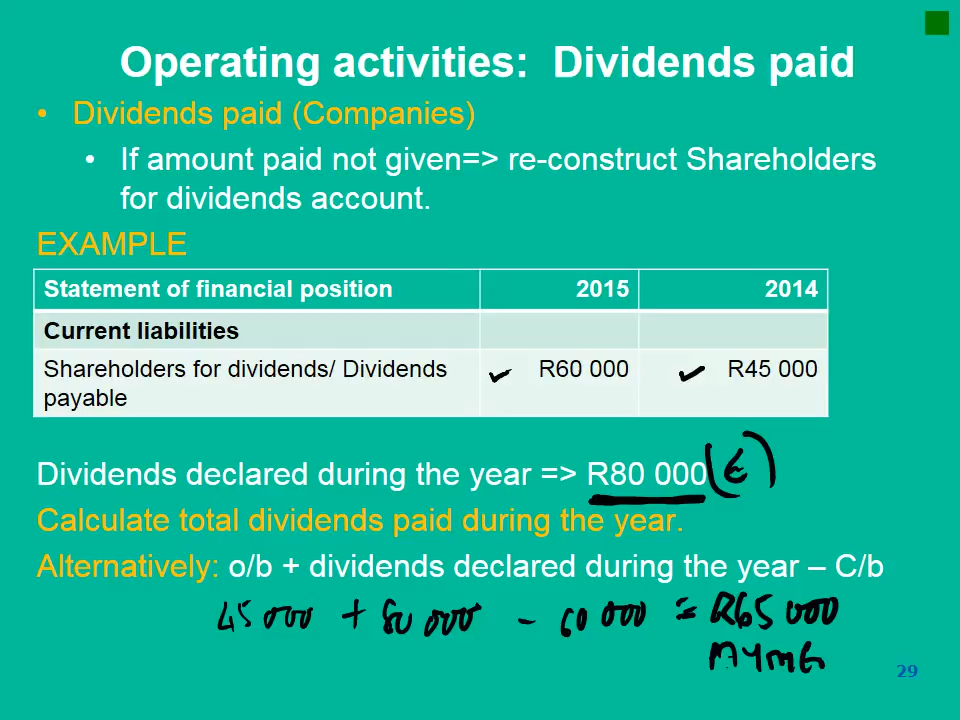 Operating activities: Dividends paid
• Dividends paid (Companies)
• If amount paid not given=> re-construct Shareholders
for dividends account.
EXAMPLE
Statement of financial position 2015 2014
Current liabilities
Shareholders for dividends/ Dividends R60 000 R45 000
payable
Dividends declared during the year => R80 000
Calculate total dividends paid during the year.
Alternatively: o/b + dividends declared during the year – C/b
45 000 + 80 000 - 60 000 = R65 000
29